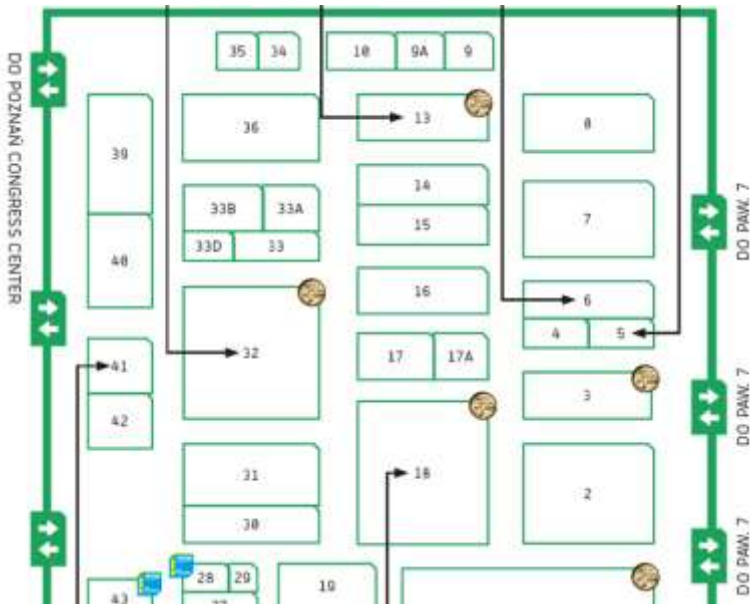 35 34 10 9A 9
DO POZNAŃ CONGRESS CENTER
39 36 13 8
14
33B 33A 15 7
DO PAW. 7
33D 33
40 16 6
4 5
32 17 17A
41
3
DO PAW. 7
42
31 18 2
30
DO PAW. 7
28 29 19
43
27